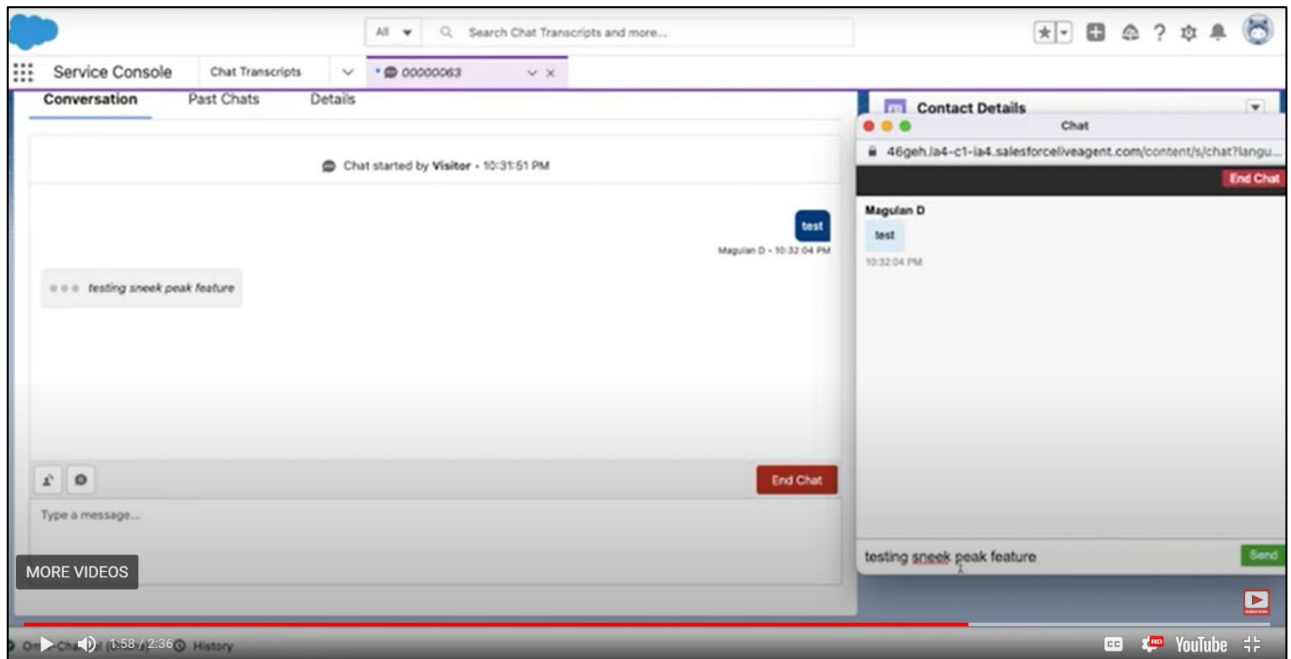 All
Search Chat Transcripts and more...
Service Console
Chat Transcripts
* 00000063
Conversation
Past Chats
Details
Chat started by Visitor • 10:31:51 PM
test
Magulan D • 10:32:04 PM
testing sneek peak feature
End Chat
Type a message...
Contact Details
Chat
46geh.la4-c1-ia4.salesforceliveagent.com/content/s/chat?langu...
End Chat
Magulan D
test
10:32:04 PM
testing sneek peak feature
Send
MORE VIDEOS
1:58 / 2:36
History
CC
HD
YouTube